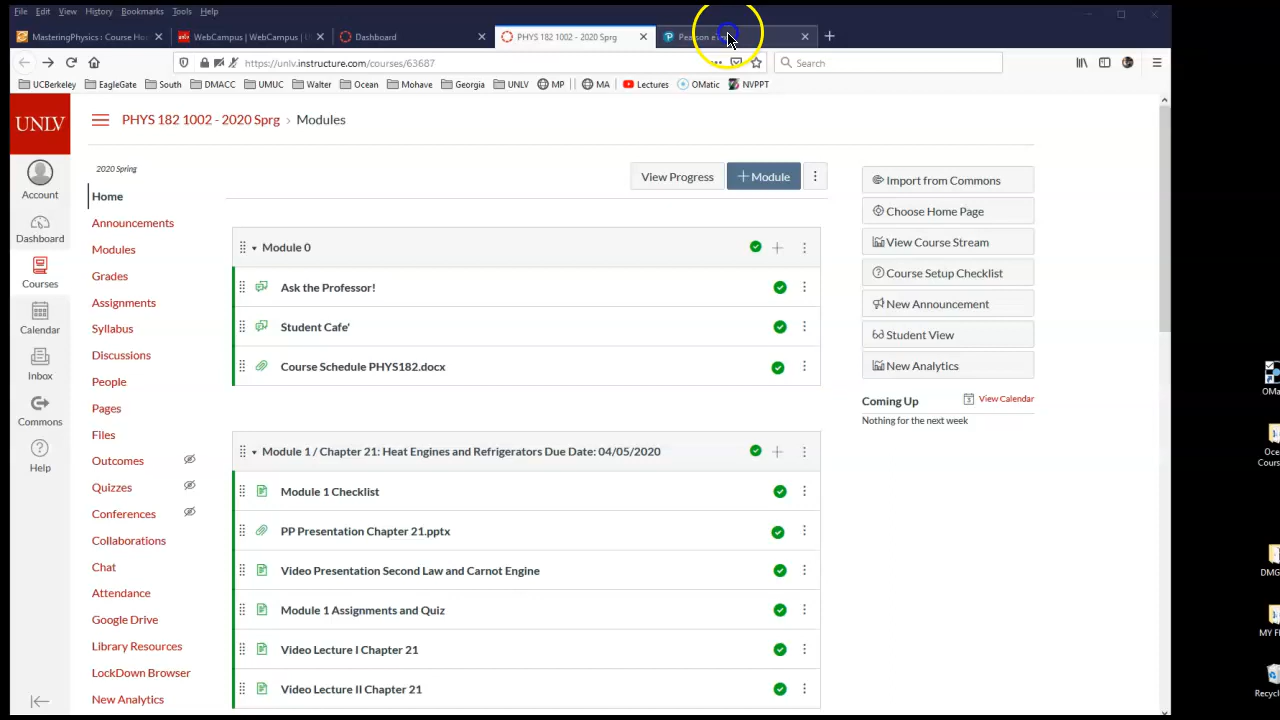 File Edit View History Bookmarks Tools Help
MasteringPhysics : Course Ho WebCampus | WebCampus | U Dashboard PHYS 182 1002 - 2020 Sprg Pearson
https://unlv.instructure.com/courses/63687 Search
UCBerkeley EagleGate South DMACC UMUC Walter Ocean Mohave Georgia UNLV MP MA Lectures OMatic NVPPT
UNLV
PHYS 182 1002 - 2020 Sprg › Modules
Account
Dashboard
Courses
Calendar
Inbox
Commons
Help
2020 Spring
Home
Announcements
Modules
Grades
Assignments
Syllabus
Discussions
People
Pages
Files
Outcomes
Quizzes
Conferences
Collaborations
Chat
Attendance
Google Drive
Library Resources
LockDown Browser
New Analytics
View Progress + Module
Module 0
Ask the Professor!
Student Cafe'
Course Schedule PHYS182.docx
Module 1 / Chapter 21: Heat Engines and Refrigerators Due Date: 04/05/2020
Module 1 Checklist
PP Presentation Chapter 21.pptx
Video Presentation Second Law and Carnot Engine
Module 1 Assignments and Quiz
Video Lecture I Chapter 21
Video Lecture II Chapter 21
Import from Commons
Choose Home Page
View Course Stream
Course Setup Checklist
New Announcement
Student View
New Analytics
Coming Up View Calendar
Nothing for the next week
OMa
Oce
Cours
DMG
MY F
Recycl